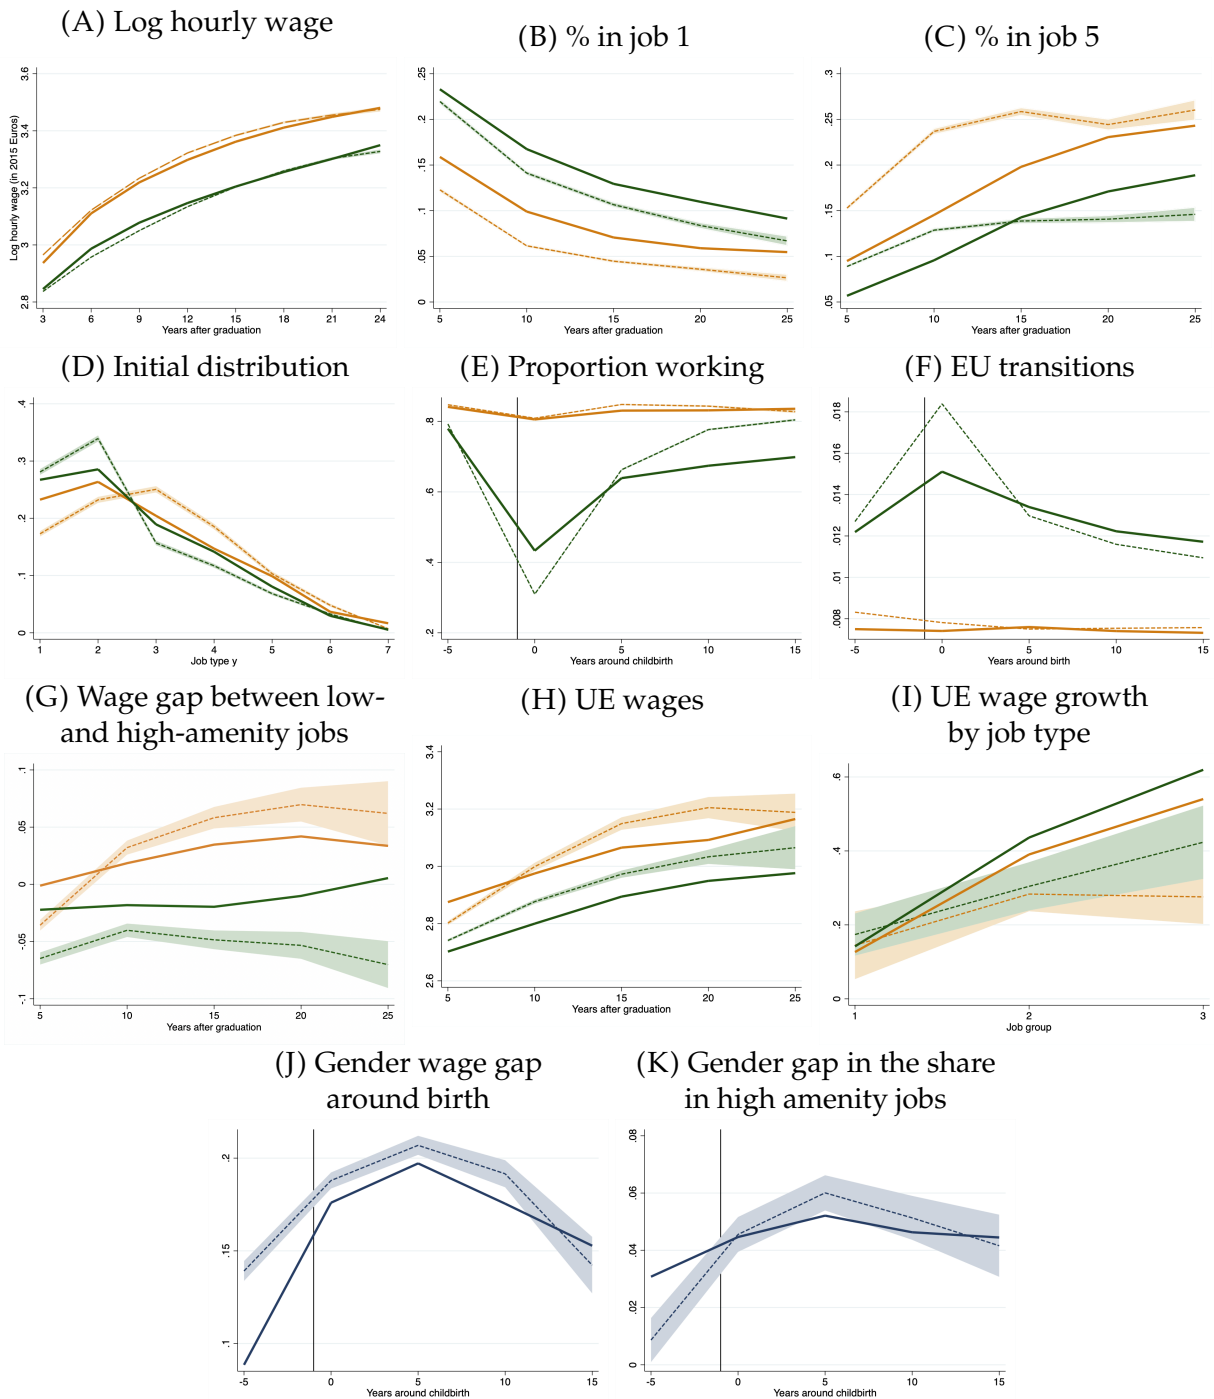 (A) Log hourly wage
Log hourly wage (in 2015 Euros)
3.6
3.4
3.2
3
2.8
3 6 9 12 15 18 21 24
Years after graduation
(B) % in job 1
.25
.2
.15
.1
.05
0
5 10 15 20 25
Years after graduation
(C) % in job 5
.3
.25
.2
.15
.1
.05
5 10 15 20 25
Years after graduation
(D) Initial distribution
.4
.3
.2
.1
0
1 2 3 4 5 6 7
Job type y
(E) Proportion working
.8
.6
.4
.2
-5 0 5 10 15
Years around childbirth
(F) EU transitions
.018
.016
.014
.012
.01
.008
-5 0 5 10 15
Years around birth
(G) Wage gap between low-
and high-amenity jobs
.1
.05
0
-.05
-.1
5 10 15 20 25
Years after graduation
(H) UE wages
3.4
3.2
3
2.8
2.6
5 10 15 20 25
Years after graduation
(I) UE wage growth
by job type
.6
.4
.2
0
1 2 3
Job group
(J) Gender wage gap
around birth
.2
.15
.1
-5 0 5 10 15
Years around childbirth
(K) Gender gap in the share
in high amenity jobs
.08
.06
.04
.02
0
-5 0 5 10 15
Years around childbirth